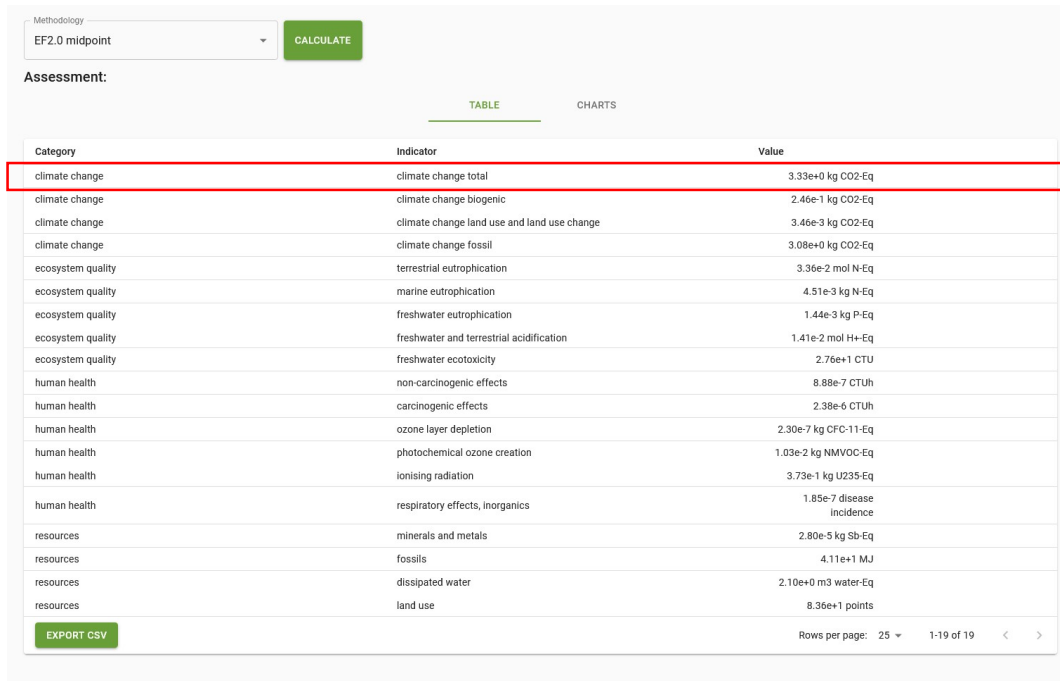 Methodology
EF2.0 midpoint
CALCULATE
Assessment:
TABLE CHARTS
Category Indicator Value
climate change climate change total 3.33e+0 kg CO2-Eq
climate change climate change biogenic 2.46e-1 kg CO2-Eq
climate change climate change land use and land use change 3.46e-3 kg CO2-Eq
climate change climate change fossil 3.08e+0 kg CO2-Eq
ecosystem quality terrestrial eutrophication 3.36e-2 mol N-Eq
ecosystem quality marine eutrophication 4.51e-3 kg N-Eq
ecosystem quality freshwater eutrophication 1.44e-3 kg P-Eq
ecosystem quality freshwater and terrestrial acidification 1.41e-2 mol H+-Eq
ecosystem quality freshwater ecotoxicity 2.76e+1 CTU
human health non-carcinogenic effects 8.88e-7 CTUh
human health carcinogenic effects 2.38e-6 CTUh
human health ozone layer depletion 2.30e-7 kg CFC-11-Eq
human health photochemical ozone creation 1.03e-2 kg NMVOC-Eq
human health ionising radiation 3.73e-1 kg U235-Eq
human health respiratory effects, inorganics 1.85e-7 disease
incidence
resources minerals and metals 2.80e-5 kg Sb-Eq
resources fossils 4.11e+1 MJ
resources dissipated water 2.10e+0 m3 water-Eq
resources land use 8.36e+1 points
EXPORT CSV Rows per page: 25 1-19 of 19